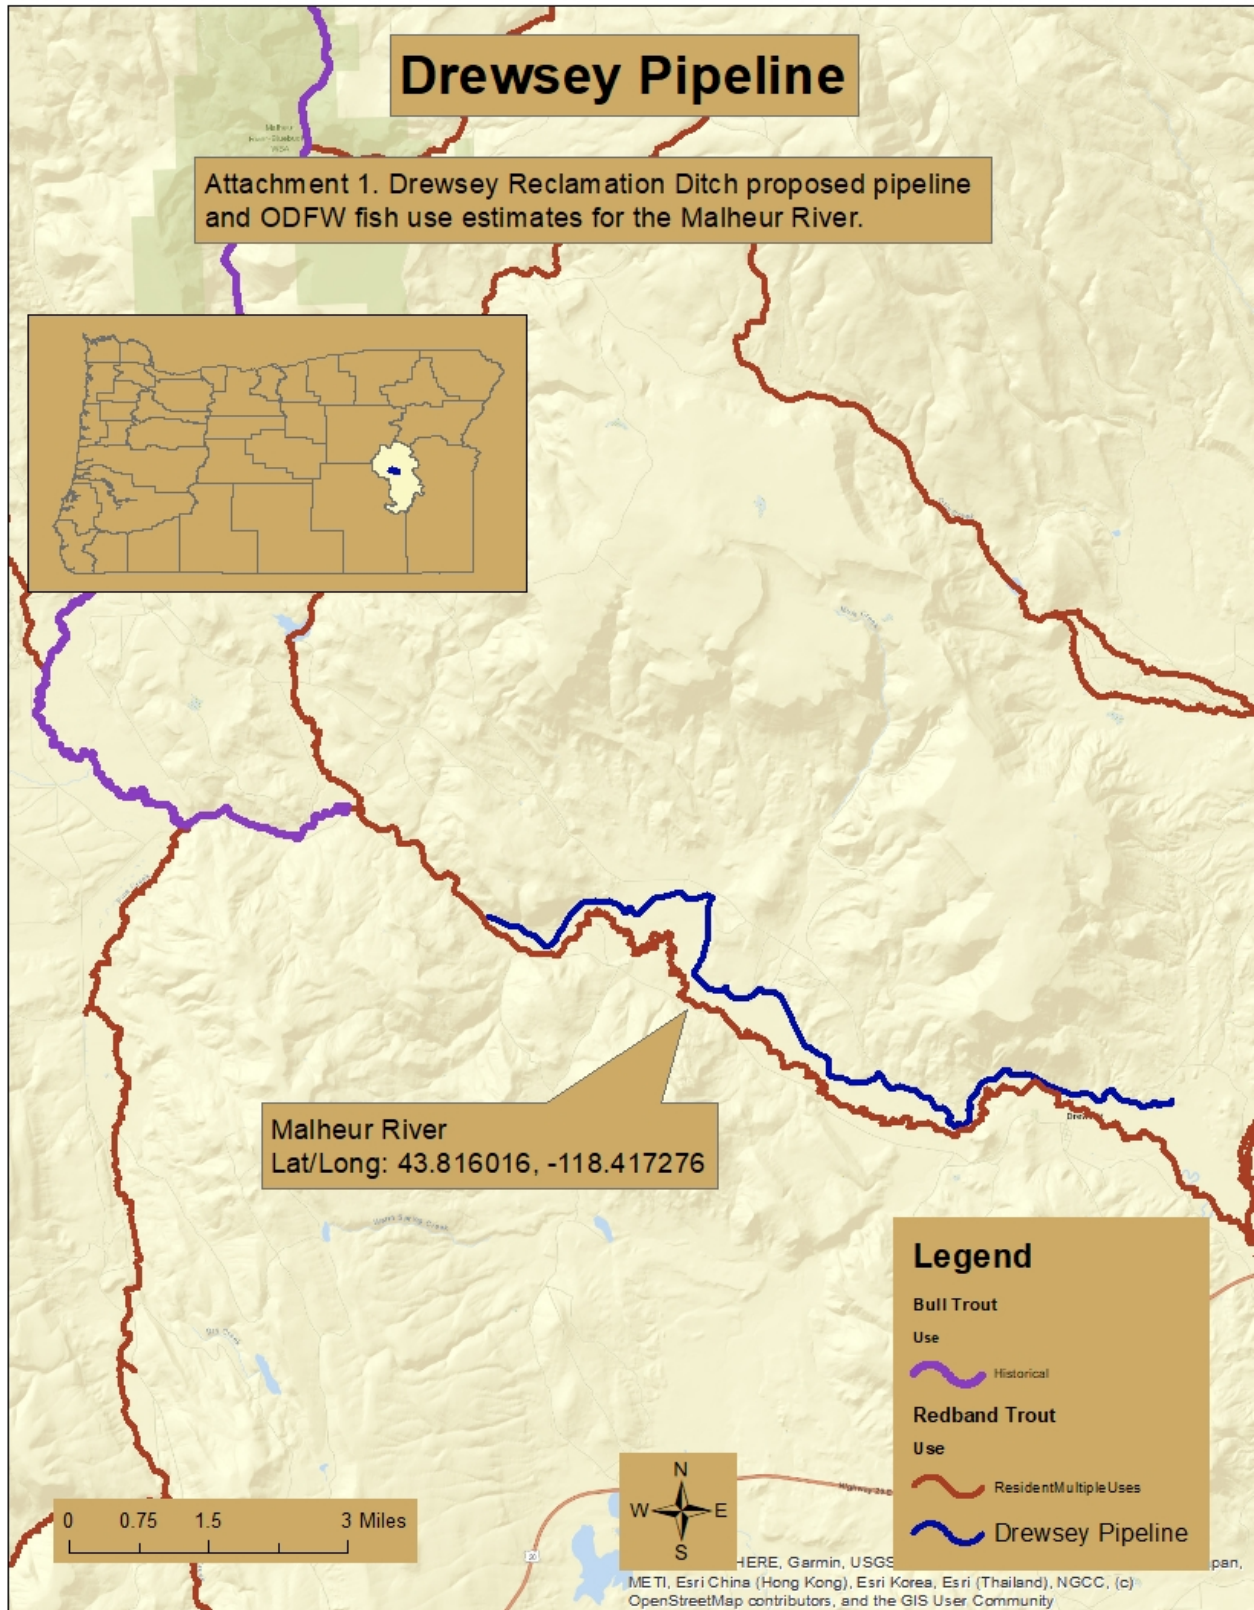 Drewsey Pipeline
Malheur
WSA
Attachment 1. Drewsey Reclamation Ditch proposed pipeline
and ODFW fish use estimates for the Malheur River.
Malheur River
Lat/Long: 43.816016, -118.417276
Legend
Bull Trout
Use
Historical
Redband Trout
Use
ResidentMultipleUses
Drewsey Pipeline
N
W E
S
0 0.75 1.5 3 Miles
20
HERE, Garmin, USGS
METI, Esri China (Hong Kong), Esri Korea, Esri (Thailand), NGCC, (c)
OpenStreetMap contributors, and the GIS User Community